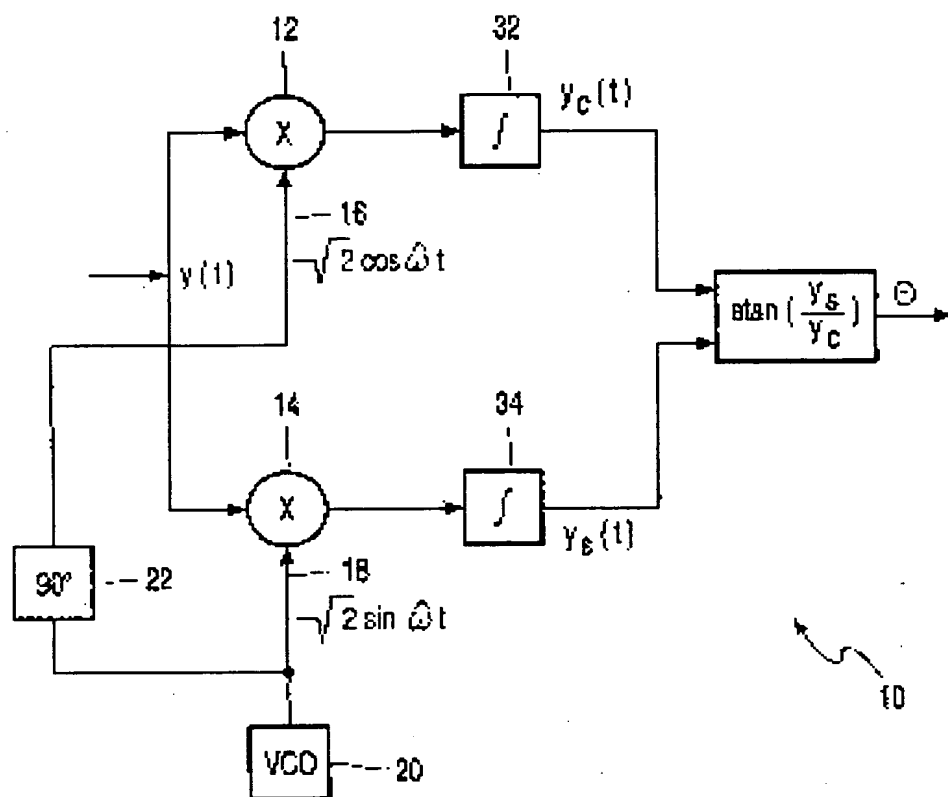 12
32
X
∫
y_c(t)
16
√2 cos ω̂ t
y(t)
atan(y_s/y_c)
Θ
14
34
X
∫
y_s(t)
90°
22
18
√2 sin ω̂ t
10
VCO
20